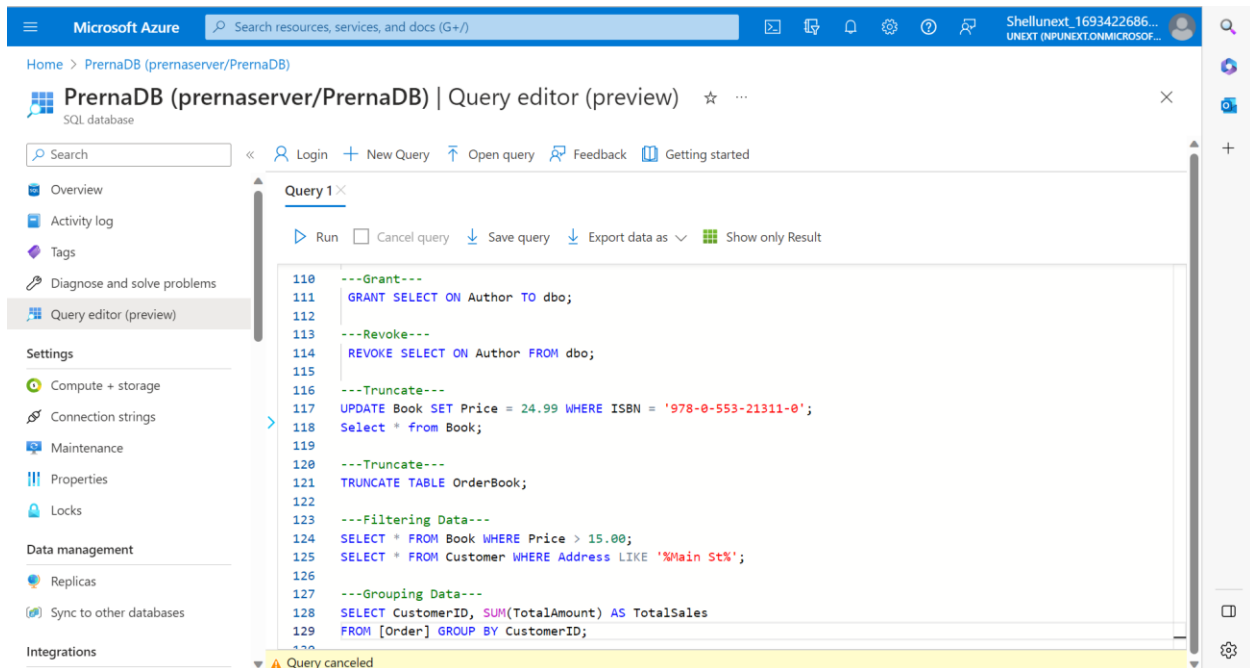 Microsoft Azure
Search resources, services, and docs (G+/)
Shellunext_1693422686...
UNEXT (NPUNEXT.ONMICROSOF...
Home > PrernaDB (prernaserver/PrernaDB)
PrernaDB (prernaserver/PrernaDB) | Query editor (preview)
SQL database
Search
Login
New Query
Open query
Feedback
Getting started
Overview
Activity log
Tags
Diagnose and solve problems
Query editor (preview)
Settings
Compute + storage
Connection strings
Maintenance
Properties
Locks
Data management
Replicas
Sync to other databases
Integrations
Query 1
Run
Cancel query
Save query
Export data as
Show only Result
110 ---Grant---
111 GRANT SELECT ON Author TO dbo;
112
113 ---Revoke---
114 REVOKE SELECT ON Author FROM dbo;
115
116 ---Truncate---
117 UPDATE Book SET Price = 24.99 WHERE ISBN = '978-0-553-21311-0';
118 Select * from Book;
119
120 ---Truncate---
121 TRUNCATE TABLE OrderBook;
122
123 ---Filtering Data---
124 SELECT * FROM Book WHERE Price > 15.00;
125 SELECT * FROM Customer WHERE Address LIKE '%Main St%';
126
127 ---Grouping Data---
128 SELECT CustomerID, SUM(TotalAmount) AS TotalSales
129 FROM [Order] GROUP BY CustomerID;
Query canceled